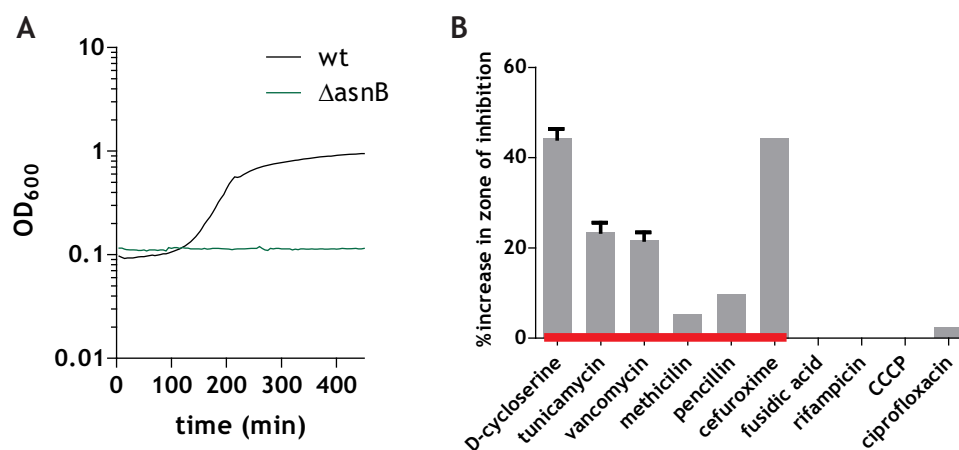 A
wt
ΔasnB
10
1
0.1
0.01
OD600
0
100
200
300
400
time (min)
B
%increase in zone of inhibition
60
40
20
0
D-cycloserine
tunicamycin
vancomycin
methicilin
pencillin
cefuroxime
fusidic acid
rifampicin
CCCP
ciprofloxacin